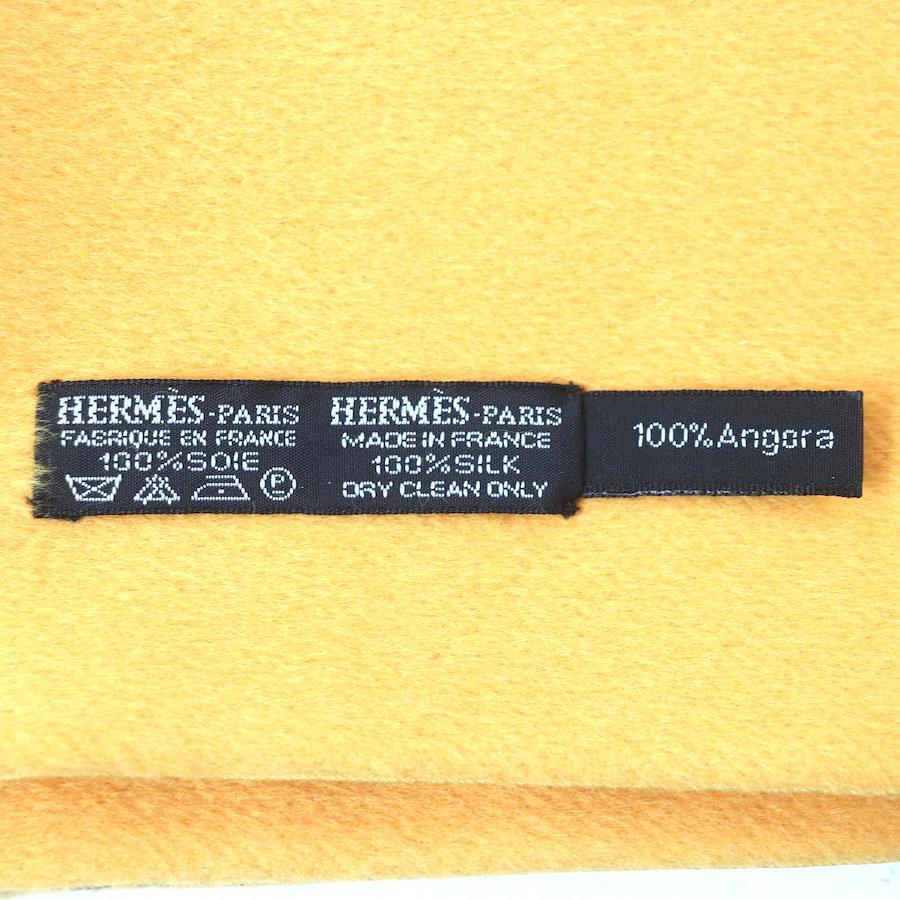 HERMÈS-PARIS
FABRIQUE EN FRANCE
100%SOIE
P
HERMÈS-PARIS
MADE IN FRANCE
100%SILK
DRY CLEAN ONLY
100%Angora